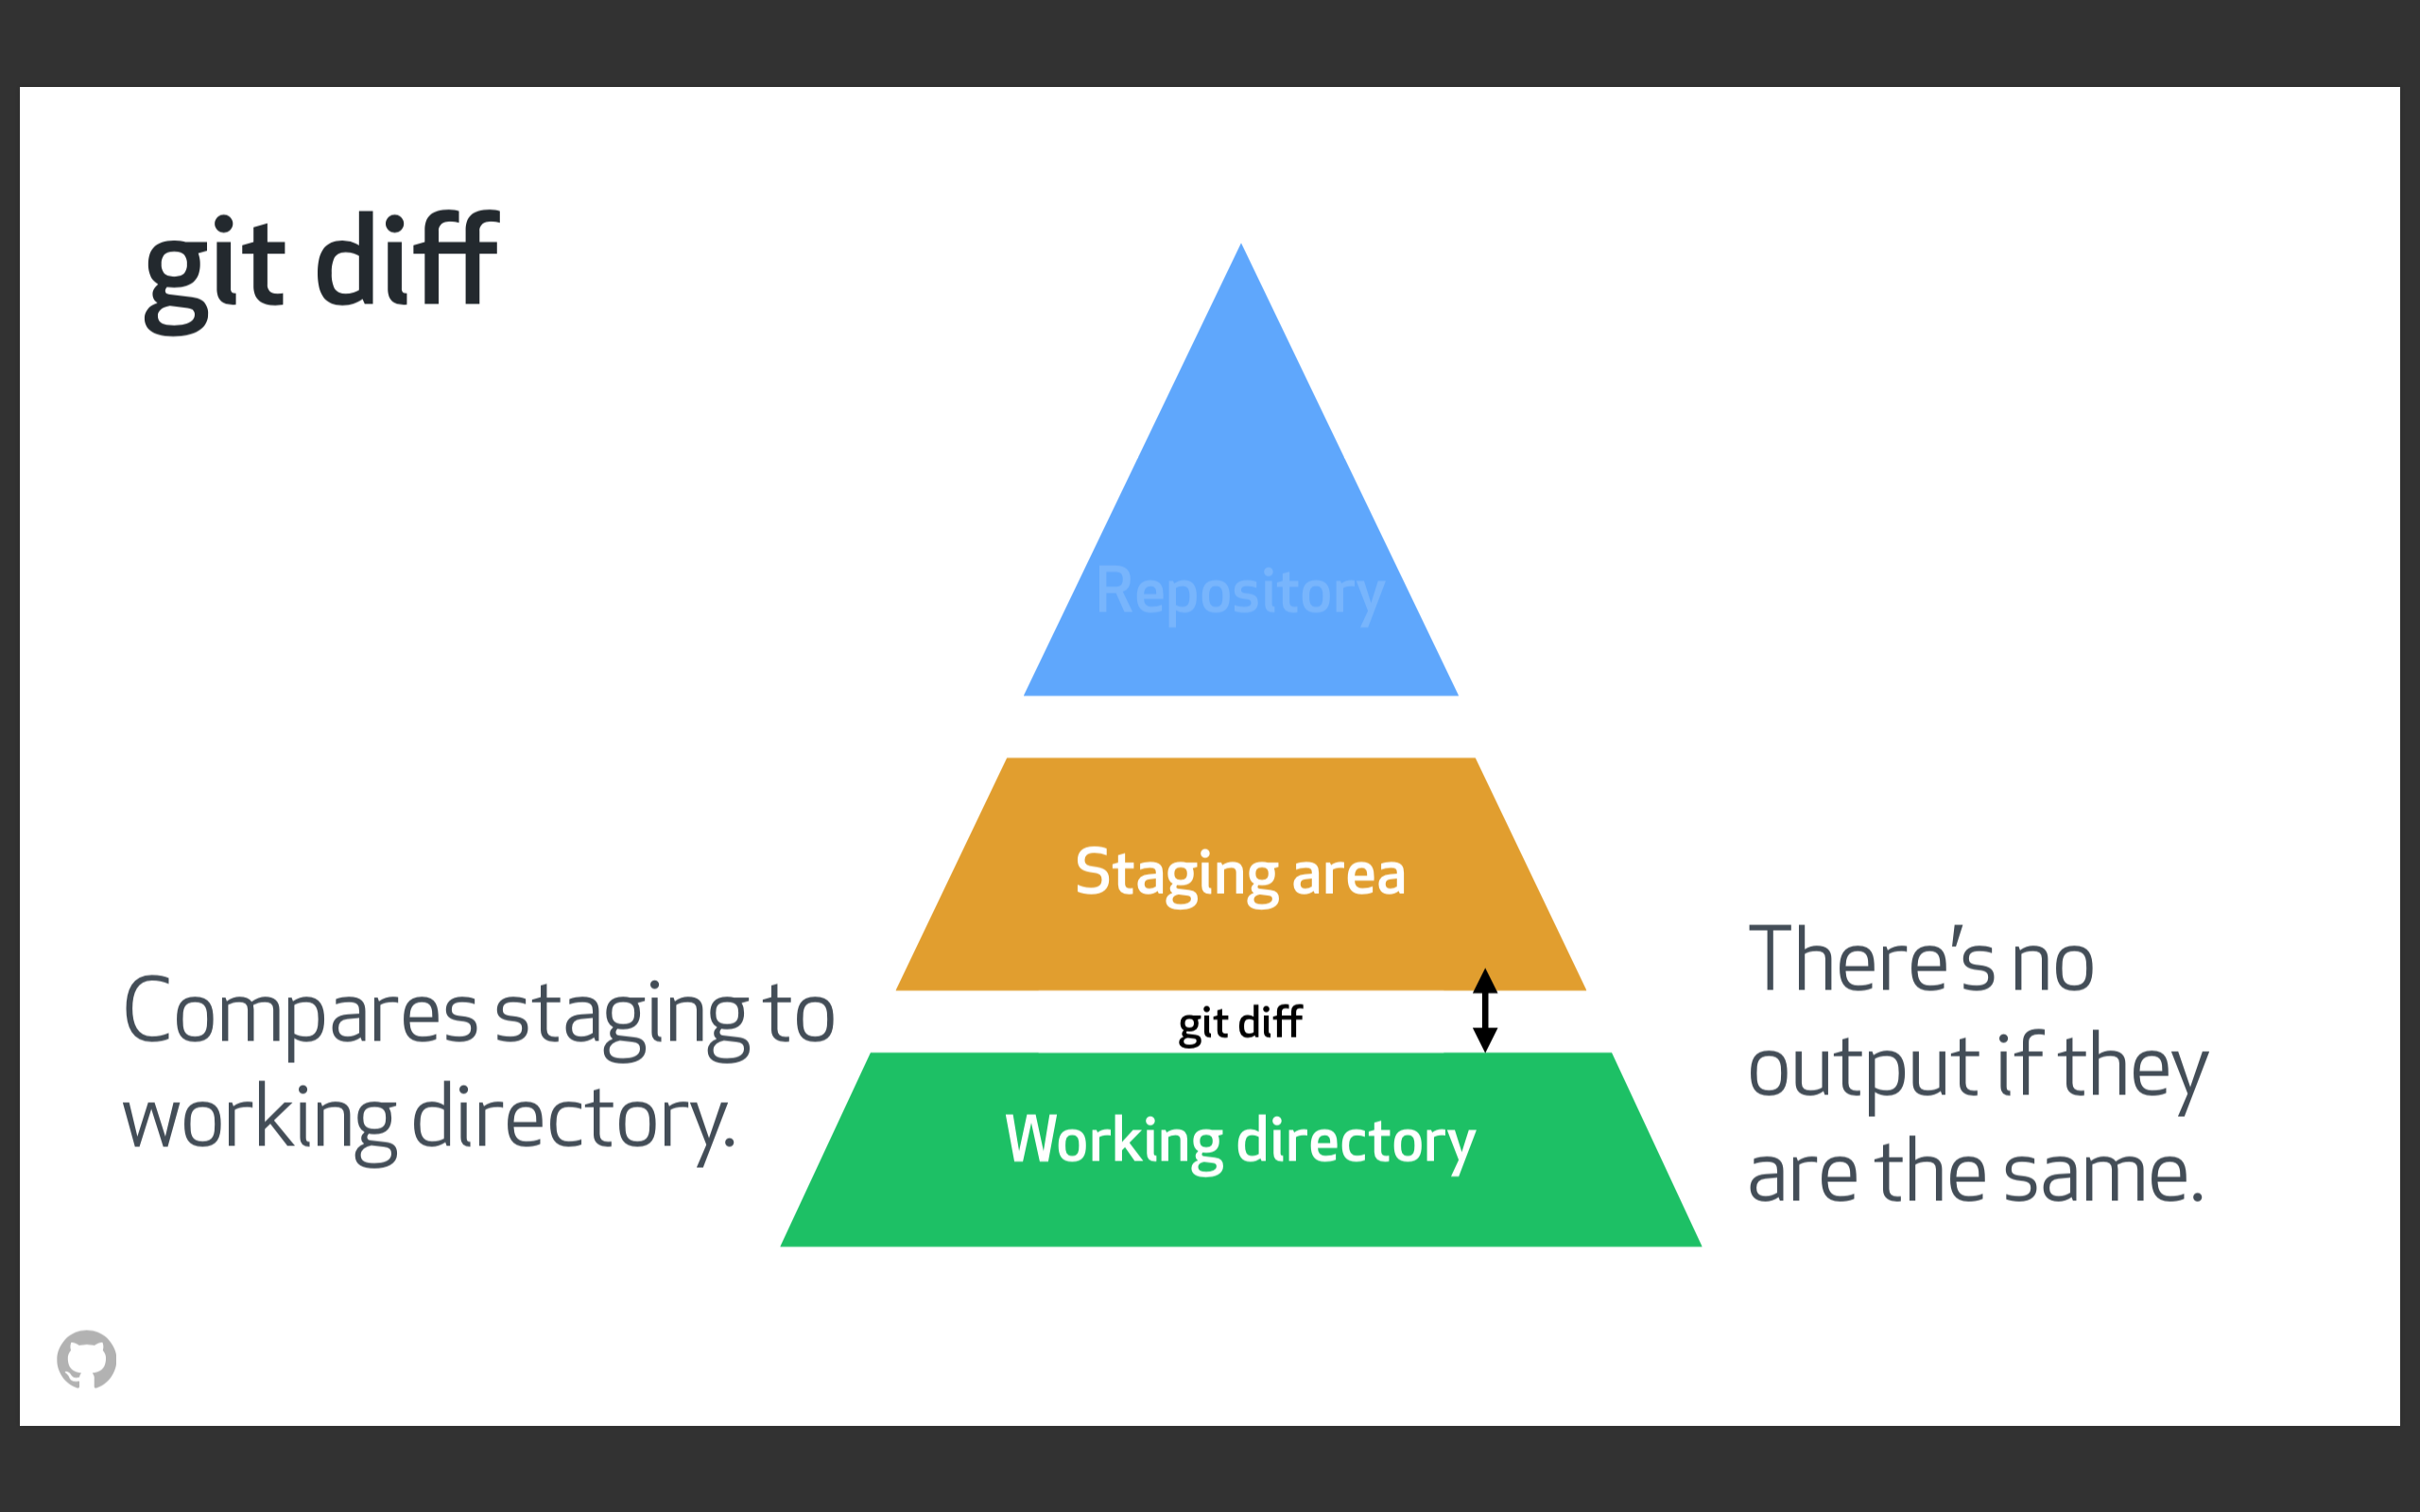 git diff
Repository
Staging area
Compares staging to
working directory.
git diff
Working directory
There’s no
output if they
are the same.